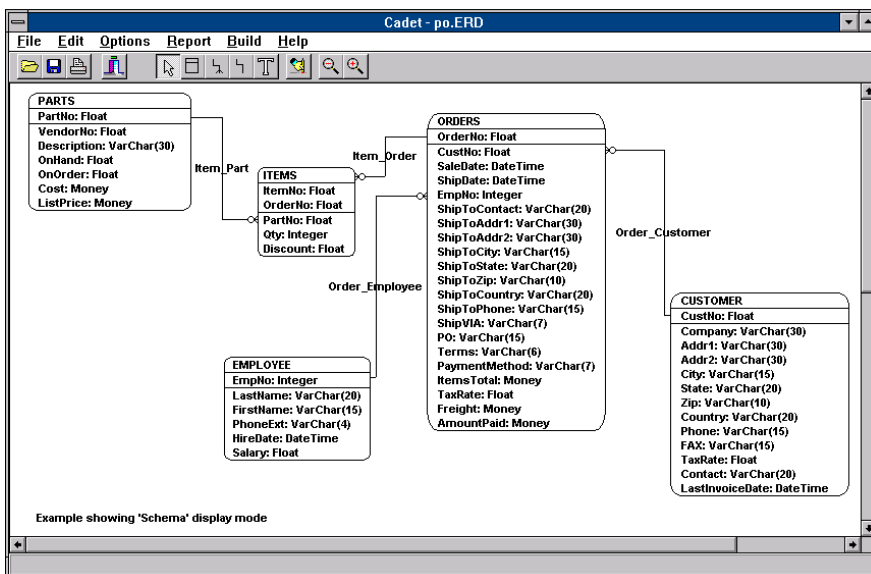 Cadet - po.ERD
File Edit Options Report Build Help
PARTS
PartNo: Float
VendorNo: Float
Description: VarChar(30)
OnHand: Float
OnOrder: Float
Cost: Money
ListPrice: Money
Item_Part
ITEMS
ItemNo: Float
OrderNo: Float
PartNo: Float
Qty: Integer
Discount: Float
Item_Order
ORDERS
OrderNo: Float
CustNo: Float
SaleDate: DateTime
ShipDate: DateTime
EmpNo: Integer
ShipToContact: VarChar(20)
ShipToAddr1: VarChar(30)
ShipToAddr2: VarChar(30)
ShipToCity: VarChar(15)
ShipToState: VarChar(20)
ShipToZip: VarChar(10)
ShipToCountry: VarChar(20)
ShipToPhone: VarChar(15)
ShipVIA: VarChar(7)
PO: VarChar(15)
Terms: VarChar(6)
PaymentMethod: VarChar(7)
ItemsTotal: Money
TaxRate: Float
Freight: Money
AmountPaid: Money
Order_Customer
Order_Employee
EMPLOYEE
EmpNo: Integer
LastName: VarChar(20)
FirstName: VarChar(15)
PhoneExt: VarChar(4)
HireDate: DateTime
Salary: Float
CUSTOMER
CustNo: Float
Company: VarChar(30)
Addr1: VarChar(30)
Addr2: VarChar(30)
City: VarChar(15)
State: VarChar(20)
Zip: VarChar(10)
Country: VarChar(20)
Phone: VarChar(15)
FAX: VarChar(15)
TaxRate: Float
Contact: VarChar(20)
LastInvoiceDate: DateTime
Example showing 'Schema' display mode